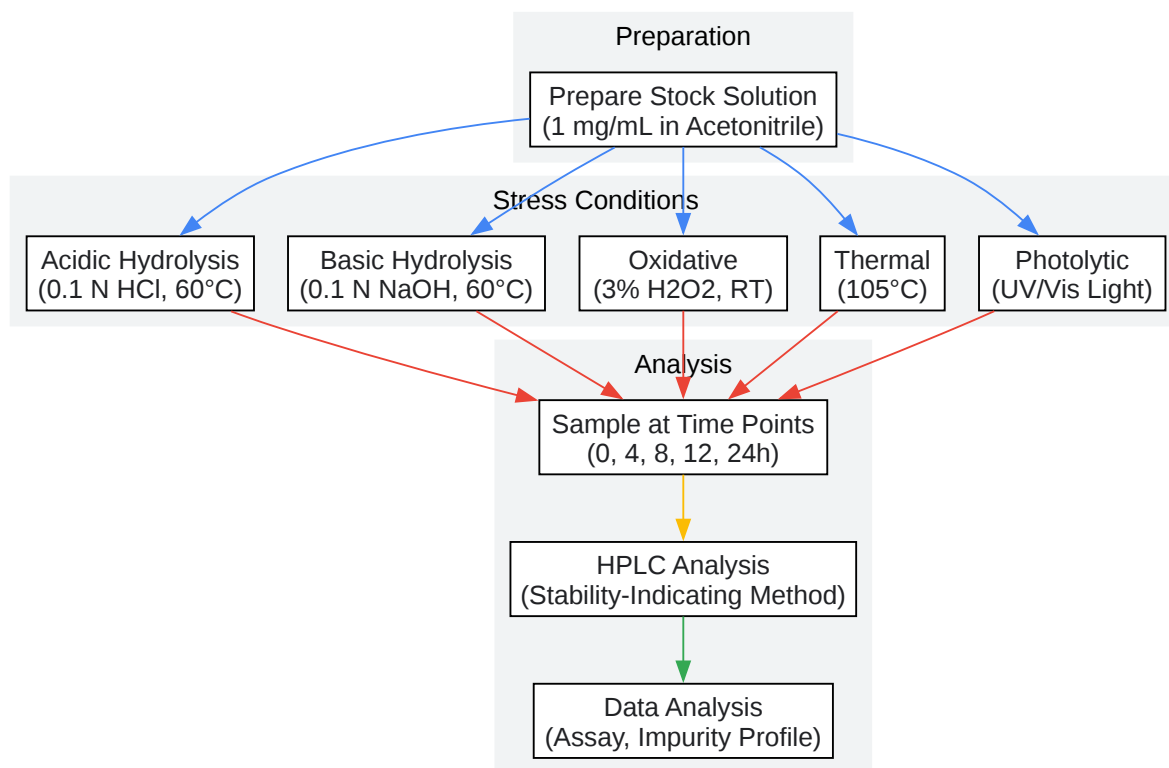 Preparation
Prepare Stock Solution
(1 mg/mL in Acetonitrile)
Stress Conditions
Acidic Hydrolysis
(0.1 N HCl, 60°C)
Basic Hydrolysis
(0.1 N NaOH, 60°C)
Oxidative
(3% H2O2, RT)
Thermal
(105°C)
Photolytic
(UV/Vis Light)
Analysis
Sample at Time Points
(0, 4, 8, 12, 24h)
HPLC Analysis
(Stability-Indicating Method)
Data Analysis
(Assay, Impurity Profile)